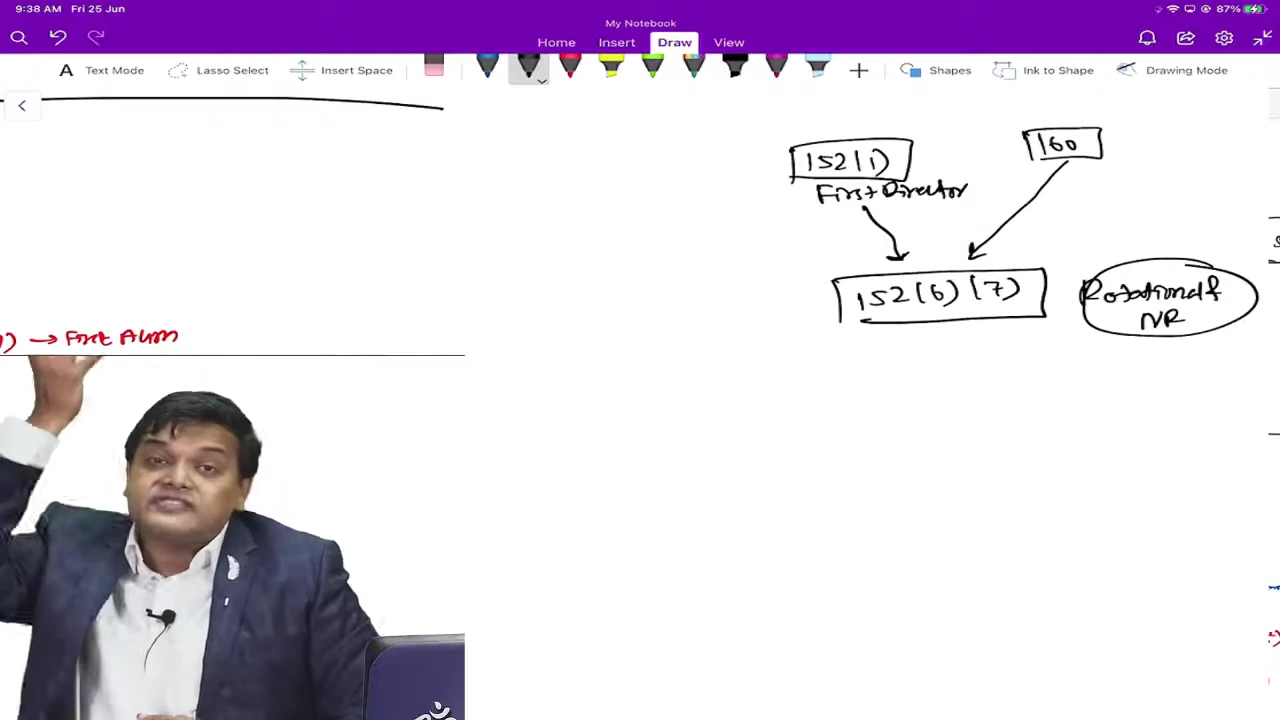 9:38 AM Fri 25 Jun
87%
My Notebook
Home Insert Draw View
A Text Mode Lasso Select Insert Space Shapes Ink to Shape Drawing Mode
152(1)
160
First Director
152(6)(7)
Rotational &
NR
) → First